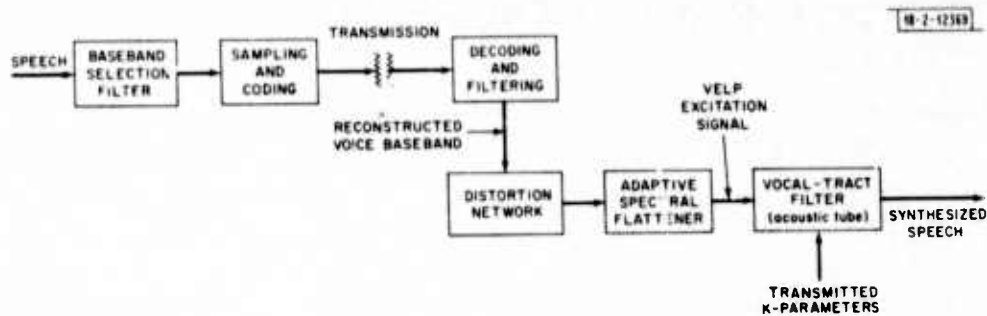 18-2-12369
SPEECH
BASEBAND
SELECTION
FILTER
SAMPLING
AND
CODING
TRANSMISSION
DECODING
AND
FILTERING
RECONSTRUCTED
VOICE BASEBAND
DISTORTION
NETWORK
ADAPTIVE
SPECTRAL
FLATTENER
VELP
EXCITATION
SIGNAL
VOCAL-TRACT
FILTER
(acoustic tube)
SYNTHESIZED
SPEECH
TRANSMITTED
K-PARAMETERS